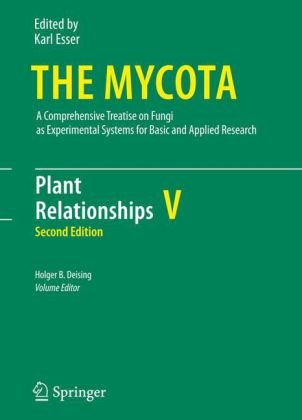 Edited by
Karl Esser
THE MYCOTA
A Comprehensive Treatise on Fungi
as Experimental Systems for Basic and Applied Research
Plant
Relationships V
Second Edition
Holger B. Deising
Volume Editor
Springer